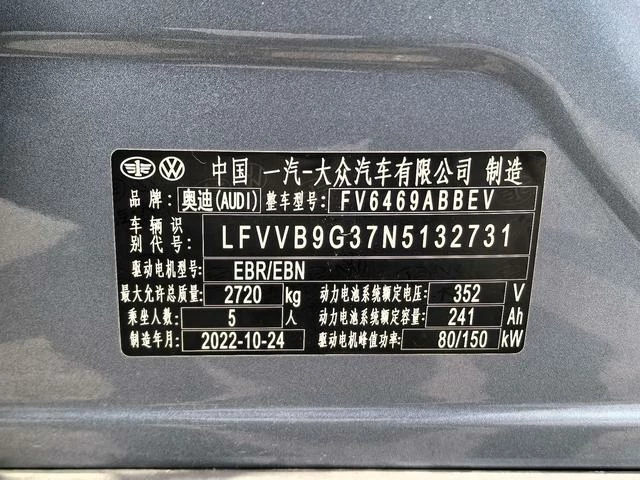 中国 一汽-大众汽车有限公司 制造
品牌: 奥迪(AUDI) 整车型号: FV6469ABBEV
车辆识别代号: LFVVB9G37N5132731
驱动电机型号: EBR/EBN
最大允许总质量: 2720 kg 动力电池系统额定电压: 352 V
乘坐人数: 5 人 动力电池系统额定容量: 241 Ah
制造年月: 2022-10-24 驱动电机峰值功率: 80/150 kW